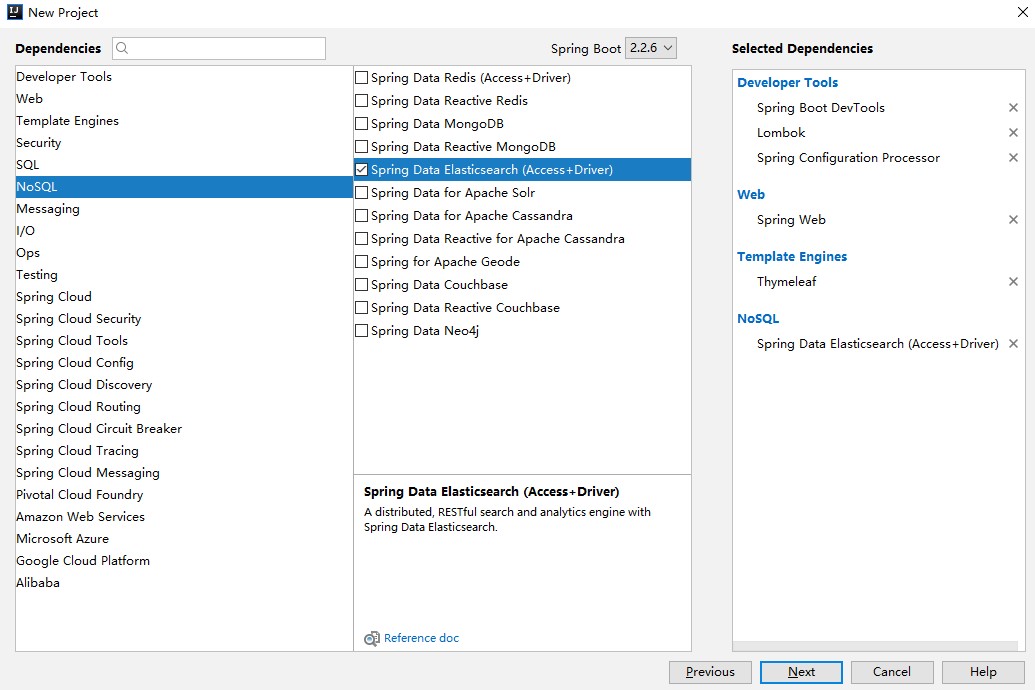 New Project
Dependencies
Spring Boot 2.2.6
Developer Tools
Web
Template Engines
Security
SQL
NoSQL
Messaging
I/O
Ops
Testing
Spring Cloud
Spring Cloud Security
Spring Cloud Tools
Spring Cloud Config
Spring Cloud Discovery
Spring Cloud Routing
Spring Cloud Circuit Breaker
Spring Cloud Tracing
Spring Cloud Messaging
Pivotal Cloud Foundry
Amazon Web Services
Microsoft Azure
Google Cloud Platform
Alibaba
Spring Data Redis (Access+Driver)
Spring Data Reactive Redis
Spring Data MongoDB
Spring Data Reactive MongoDB
Spring Data Elasticsearch (Access+Driver)
Spring Data for Apache Solr
Spring Data for Apache Cassandra
Spring Data Reactive for Apache Cassandra
Spring for Apache Geode
Spring Data Couchbase
Spring Data Reactive Couchbase
Spring Data Neo4j
Spring Data Elasticsearch (Access+Driver)
A distributed, RESTful search and analytics engine with
Spring Data Elasticsearch.
Reference doc
Selected Dependencies
Developer Tools
Spring Boot DevTools
Lombok
Spring Configuration Processor
Web
Spring Web
Template Engines
Thymeleaf
NoSQL
Spring Data Elasticsearch (Access+Driver)
Previous
Next
Cancel
Help